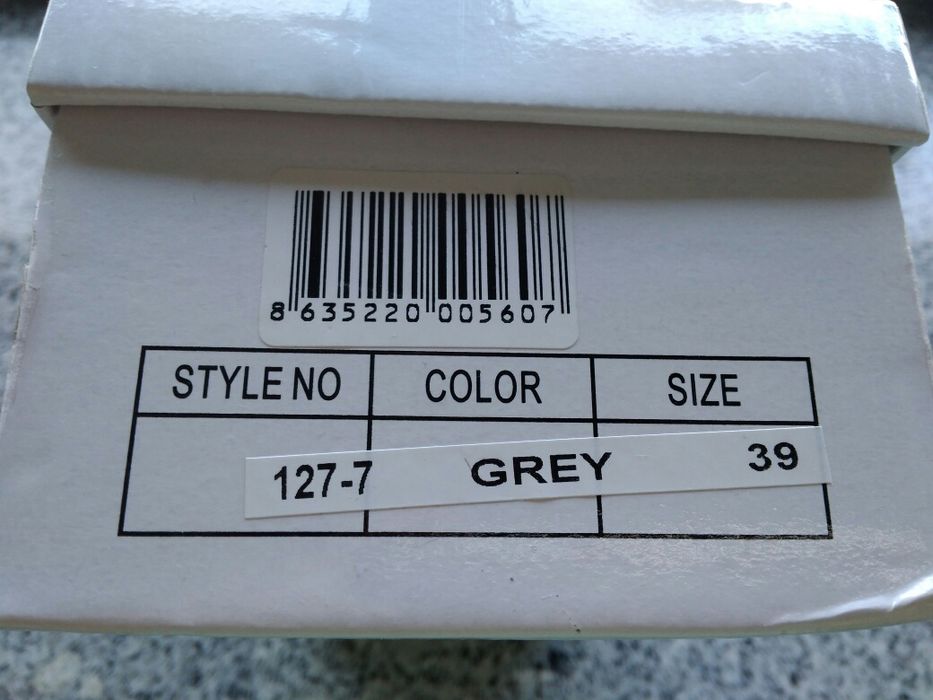 8 635220 005607
STYLE NO COLOR SIZE
127-7 GREY 39